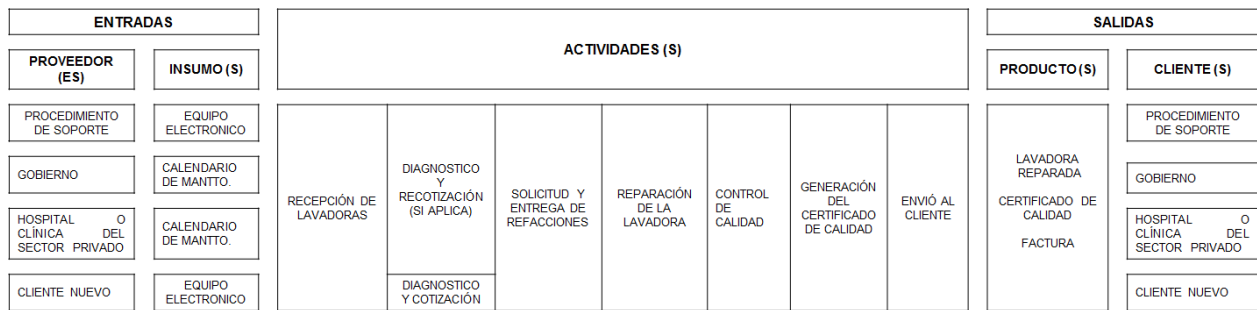 ENTRADAS
PROVEEDOR
(ES)
INSUMO (S)
PROCEDIMIENTO
DE SOPORTE
EQUIPO
ELECTRONICO
GOBIERNO
CALENDARIO
DE MANTTO.
HOSPITAL O
CLÍNICA DEL
SECTOR PRIVADO
CALENDARIO
DE MANTTO.
CLIENTE NUEVO
EQUIPO
ELECTRONICO
ACTIVIDADES (S)
RECEPCIÓN DE
LAVADORAS
DIAGNOSTICO
Y
RECOTIZACIÓN
(SI APLICA)
DIAGNOSTICO
Y COTIZACIÓN
SOLICITUD Y
ENTREGA DE
REFACCIONES
REPARACIÓN
DE LA
LAVADORA
CONTROL
DE
CALIDAD
GENERACIÓN
DEL
CERTIFICADO
DE CALIDAD
ENVIÓ AL
CLIENTE
SALIDAS
PRODUCTO (S)
CLIENTE (S)
LAVADORA
REPARADA
CERTIFICADO DE
CALIDAD
FACTURA
PROCEDIMIENTO
DE SOPORTE
GOBIERNO
HOSPITAL O
CLÍNICA DEL
SECTOR PRIVADO
CLIENTE NUEVO